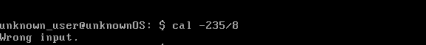 unknown_user@unknownOS: $ cal -235/8
Wrong input.